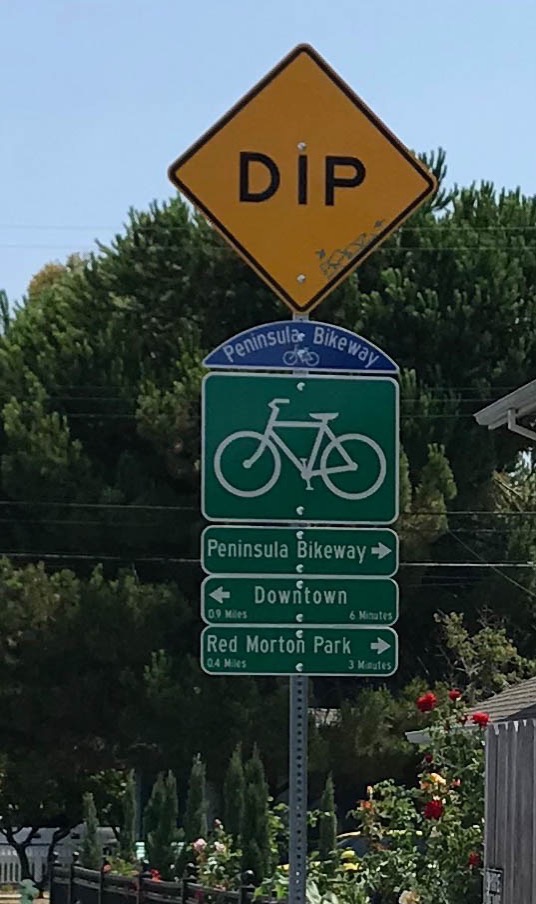 DIP
Peninsula Bikeway
Peninsula Bikeway →
← Downtown
0.9 Miles 6 Minutes
Red Morton Park →
0.4 Miles 3 Minutes